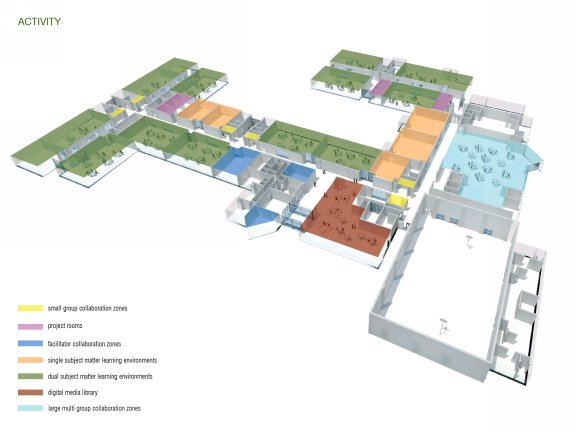 ACTIVITY
small group collaboration zones
project rooms
facilitator collaboration zones
single subject matter learning environments
dual subject matter learning environments
digital media library
large multi group collaboration zones